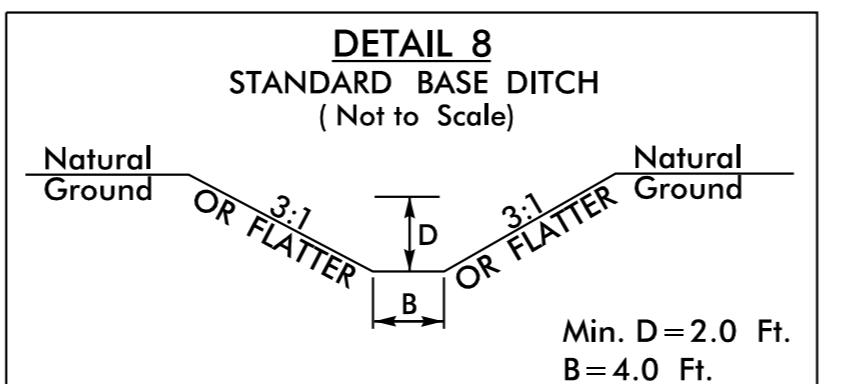 DETAIL 8
STANDARD BASE DITCH
( Not to Scale)
Natural
Ground
3:1
OR FLATTER
D
B
3:1
OR FLATTER
Natural
Ground
Min. D=2.0 Ft.
B=4.0 Ft.